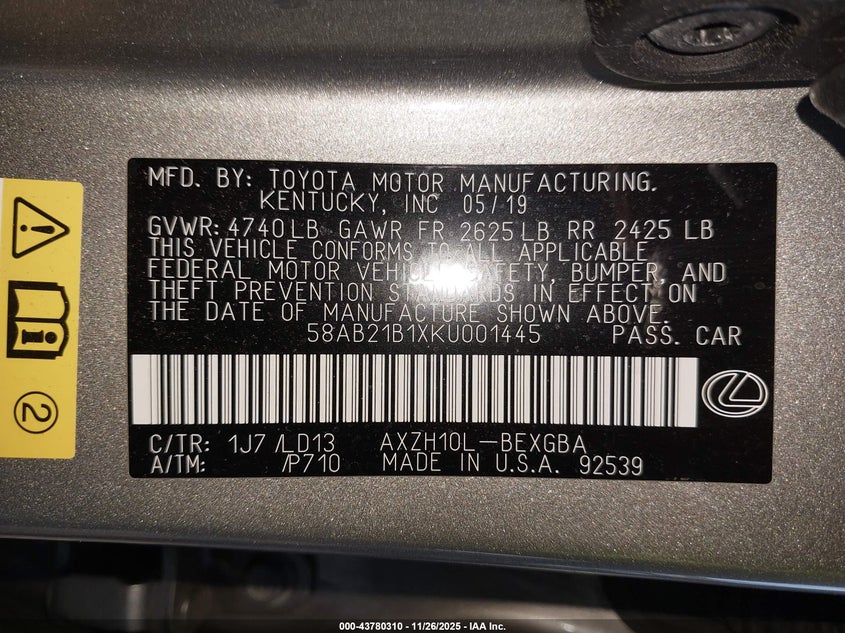 MFD. BY: TOYOTA MOTOR MANUFACTURING.
KENTUCKY, INC 05/19
GVWR: 4740LB GAWR FR 2625LB RR 2425 LB
THIS VEHICLE CONFORMS TO ALL APPLICABLE
FEDERAL MOTOR VEHICLE SAFETY, BUMPER, AND
THEFT PREVENTION STANDARDS IN EFFECT ON
THE DATE OF MANUFACTURE SHOWN ABOVE.
58AB21B1XKU001445 PASS. CAR
C/TR: 1J7 /LD13 AXZH10L-BEXGBA
A/TM: /P710 MADE IN U.S.A. 92539
2
000-43780310 - 11/26/2025 - IAA Inc.